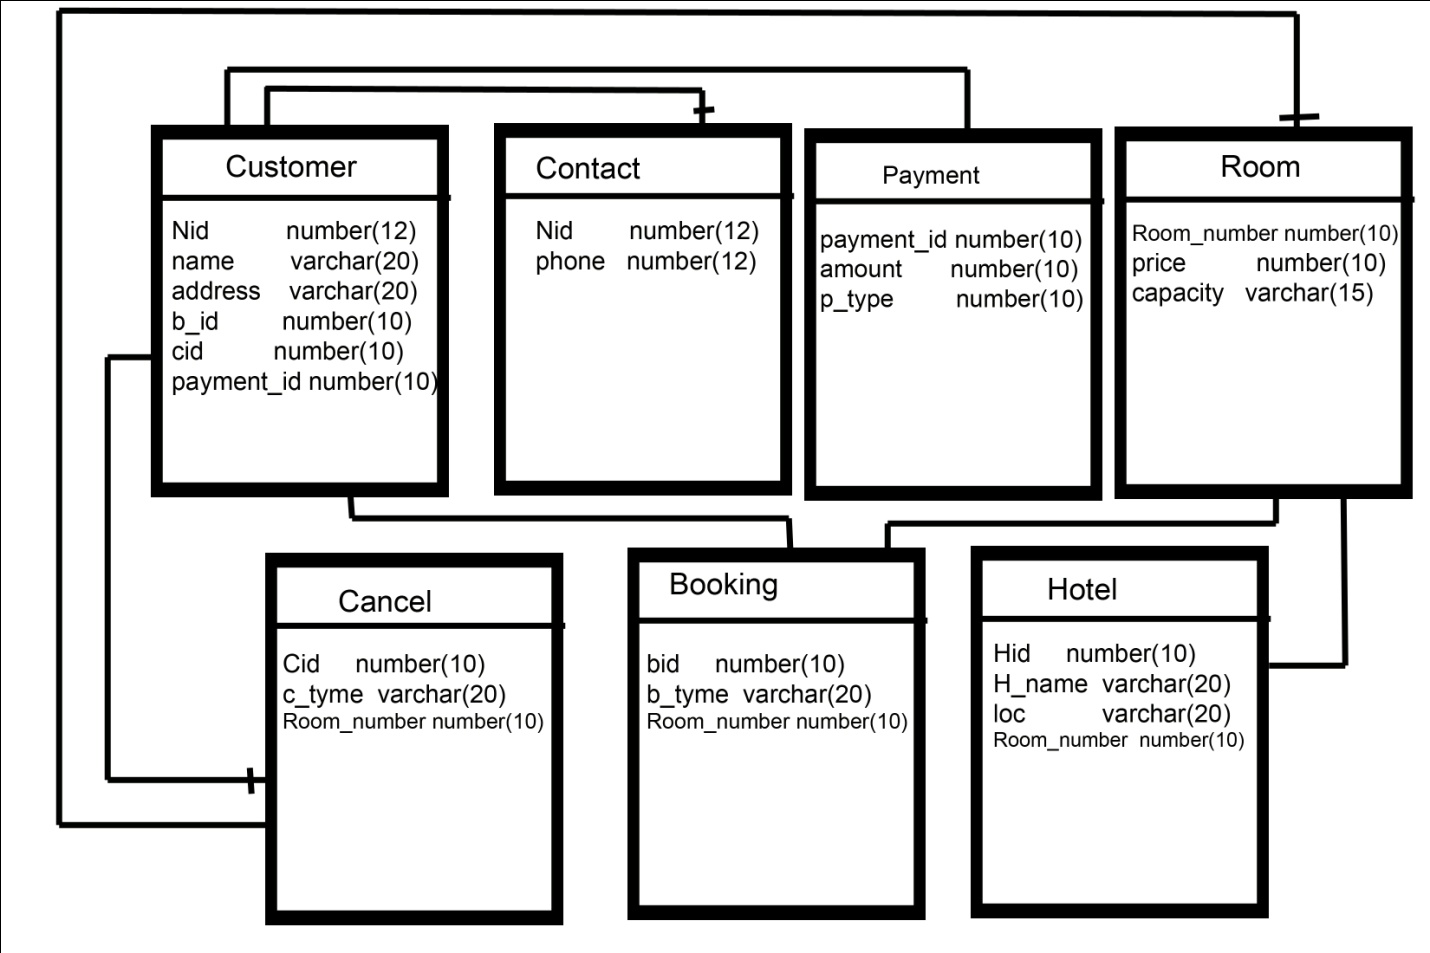 Customer
Nid number(12)
name varchar(20)
address varchar(20)
b_id number(10)
cid number(10)
payment_id number(10)
Contact
Nid number(12)
phone number(12)
Payment
payment_id number(10)
amount number(10)
p_type number(10)
Room
Room_number number(10)
price number(10)
capacity varchar(15)
Cancel
Cid number(10)
c_tyme varchar(20)
Room_number number(10)
Booking
bid number(10)
b_tyme varchar(20)
Room_number number(10)
Hotel
Hid number(10)
H_name varchar(20)
loc varchar(20)
Room_number number(10)